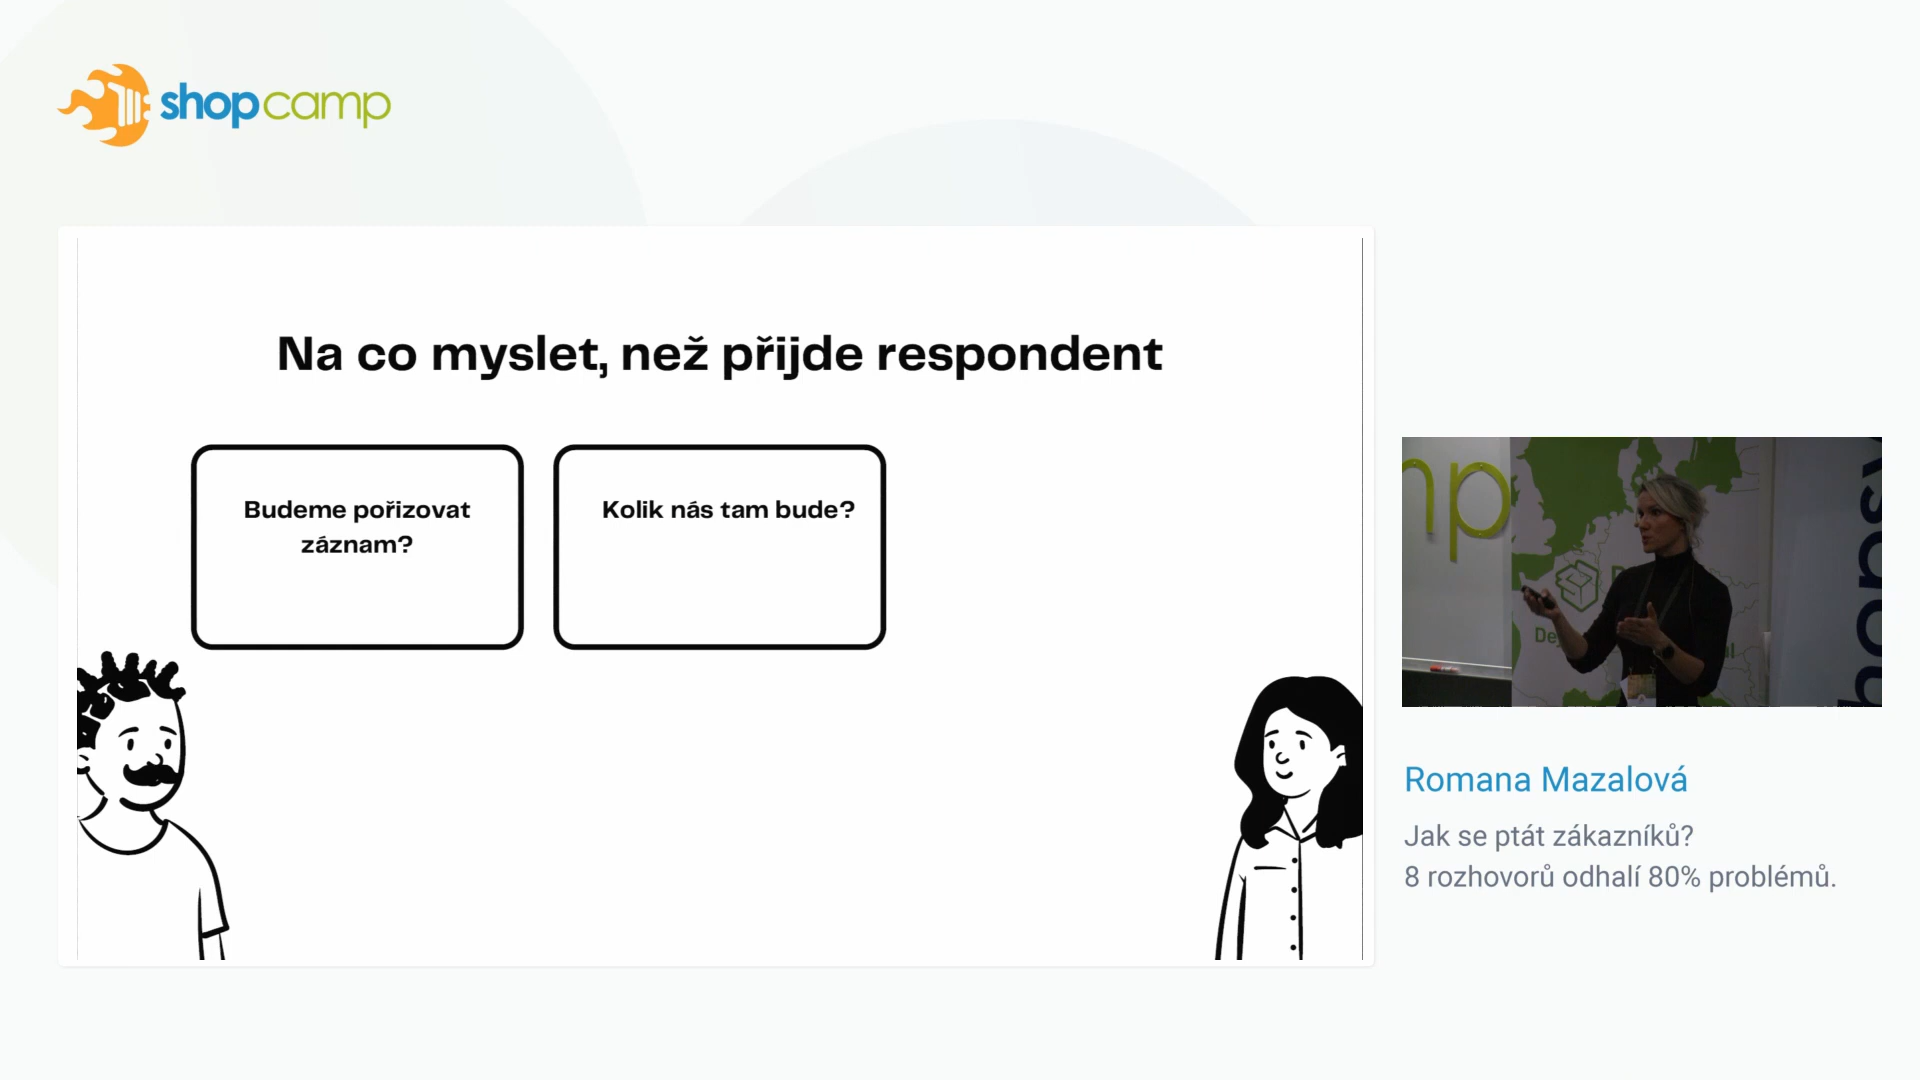 shopcamp
Na co myslet, než přijde respondent
Budeme pořizovat
záznam?
Kolik nás tam bude?
mp
Romana Mazalová
Jak se ptát zákazníků?
8 rozhovorů odhalí 80% problémů.